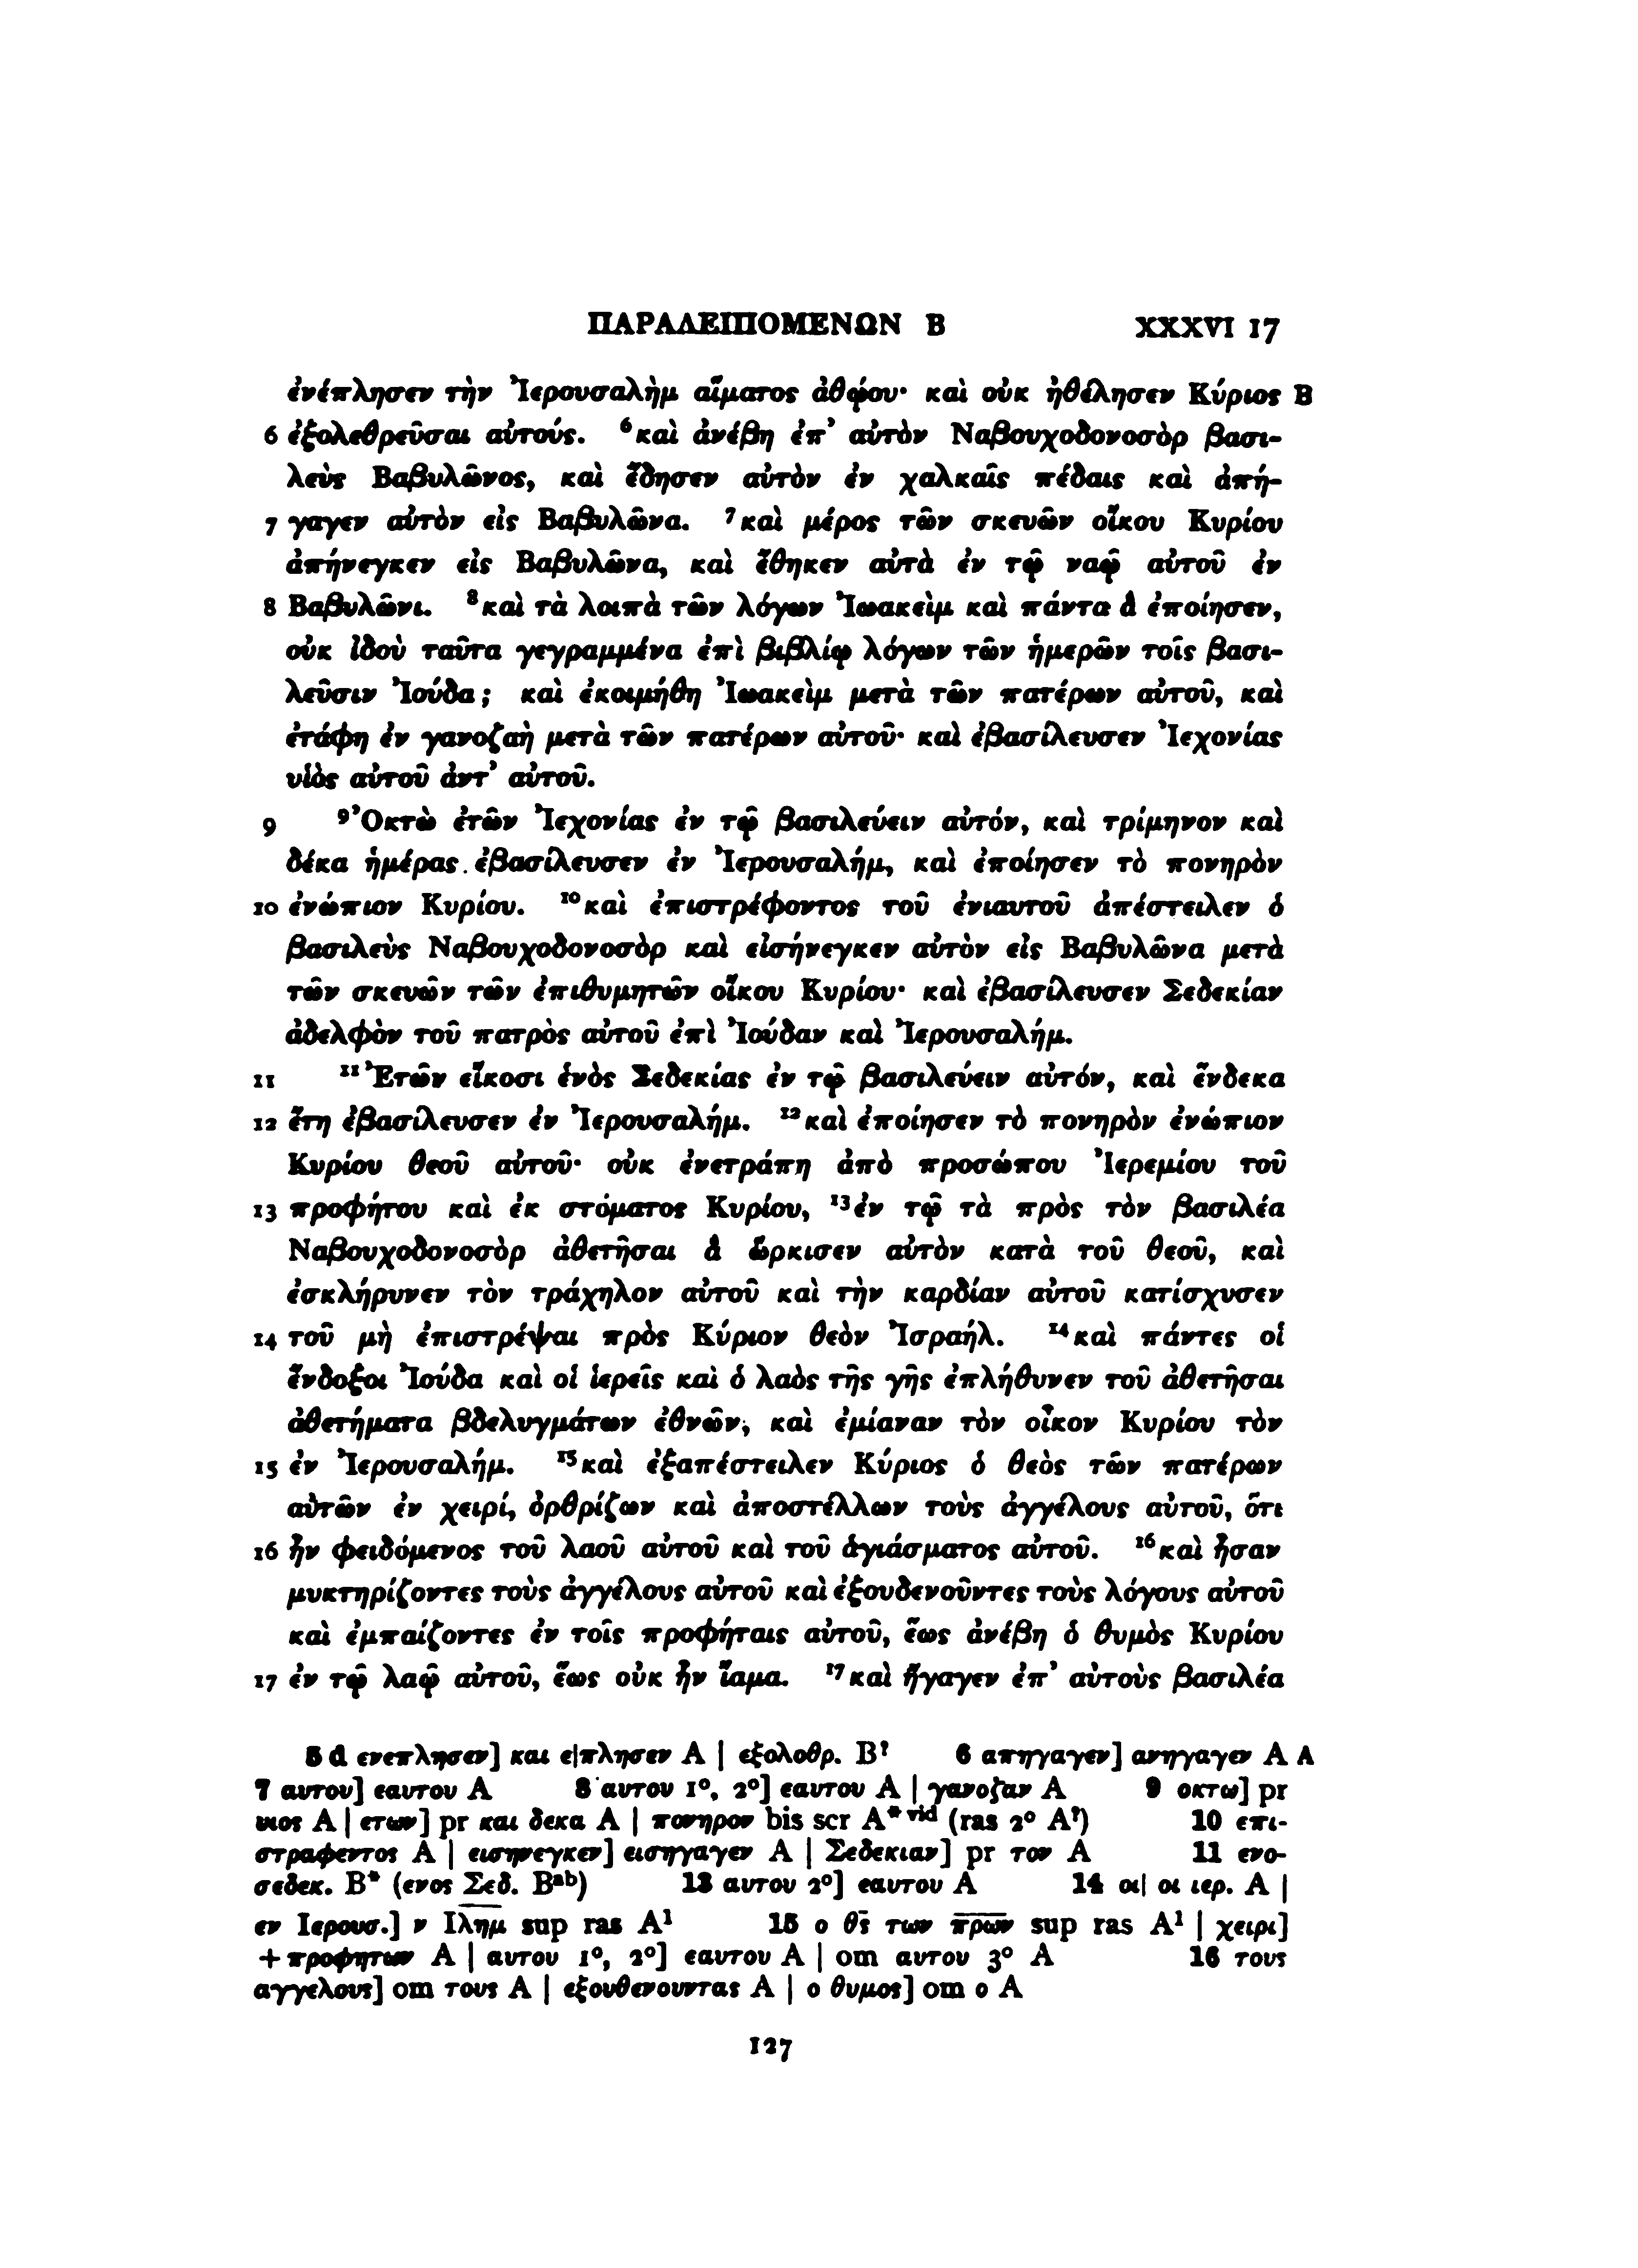 ΠΑΡΑΛΕΙΠΟΜΕΝΩΝ Β XXXVI 17
ἐνέπλησεν τὴν Ἰερουσαλὴμ αἵματος ἀθῴου· καὶ οὐκ ἠθέλησεν Κύριος B
6 ἐξολεθρεῦσαι αὐτούς. ⁶καὶ ἀνέβη ἐπ’ αὐτὸν Ναβουχοδονοσὸρ βασι-
λεὺς Βαβυλῶνος, καὶ ἔδησεν αὐτὸν ἐν χαλκαῖς πέδαις καὶ ἀπή-
7 γαγεν αὐτὸν εἰς Βαβυλῶνα. ⁷καὶ μέρος τῶν σκευῶν οἴκου Κυρίου
ἀπήνεγκεν εἰς Βαβυλῶνα, καὶ ἔθηκεν αὐτὰ ἐν τῷ ναῷ αὐτοῦ ἐν
8 Βαβυλῶνι. ⁸καὶ τὰ λοιπὰ τῶν λόγων Ἰωακεὶμ καὶ πάντα ἃ ἐποίησεν,
οὐκ ἰδοὺ ταῦτα γεγραμμένα ἐπὶ βιβλίῳ λόγων τῶν ἡμερῶν τοῖς βασι-
λεῦσιν Ἰούδα; καὶ ἐκοιμήθη Ἰωακεὶμ μετὰ τῶν πατέρων αὐτοῦ, καὶ
ἐτάφη ἐν γανοζαὴ μετὰ τῶν πατέρων αὐτοῦ· καὶ ἐβασίλευσεν Ἰεχονίας
υἱὸς αὐτοῦ ἀντ’ αὐτοῦ.
9 ⁹Ὀκτὼ ἐτῶν Ἰεχονίας ἐν τῷ βασιλεύειν αὐτόν, καὶ τρίμηνον καὶ
δέκα ἡμέρας ἐβασίλευσεν ἐν Ἰερουσαλήμ, καὶ ἐποίησεν τὸ πονηρὸν
10 ἐνώπιον Κυρίου. ¹⁰καὶ ἐπιστρέφοντος τοῦ ἐνιαυτοῦ ἀπέστειλεν ὁ
βασιλεὺς Ναβουχοδονοσὸρ καὶ εἰσήνεγκεν αὐτὸν εἰς Βαβυλῶνα μετὰ
τῶν σκευῶν τῶν ἐπιθυμητῶν οἴκου Κυρίου· καὶ ἐβασίλευσεν Σεδεκίαν
ἀδελφὸν τοῦ πατρὸς αὐτοῦ ἐπὶ Ἰούδαν καὶ Ἰερουσαλήμ.
11 ¹¹Ἐτῶν εἴκοσι ἑνὸς Σεδεκίας ἐν τῷ βασιλεύειν αὐτόν, καὶ ἕνδεκα
12 ἔτη ἐβασίλευσεν ἐν Ἰερουσαλήμ. ¹²καὶ ἐποίησεν τὸ πονηρὸν ἐνώπιον
Κυρίου θεοῦ αὐτοῦ· οὐκ ἐνετράπη ἀπὸ προσώπου Ἰερεμίου τοῦ
13 προφήτου καὶ ἐκ στόματος Κυρίου, ¹³ἐν τῷ τὰ πρὸς τὸν βασιλέα
Ναβουχοδονοσὸρ ἀθετῆσαι ἃ ὥρκισεν αὐτὸν κατὰ τοῦ θεοῦ, καὶ
ἐσκλήρυνεν τὸν τράχηλον αὐτοῦ καὶ τὴν καρδίαν αὐτοῦ κατίσχυσεν
14 τοῦ μὴ ἐπιστρέψαι πρὸς Κύριον θεὸν Ἰσραήλ. ¹⁴καὶ πάντες οἱ
ἔνδοξοι Ἰούδα καὶ οἱ ἱερεῖς καὶ ὁ λαὸς τῆς γῆς ἐπλήθυνεν τοῦ ἀθετῆσαι
ἀθετήματα βδελυγμάτων ἐθνῶν, καὶ ἐμίαναν τὸν οἶκον Κυρίου τὸν
15 ἐν Ἰερουσαλήμ. ¹⁵καὶ ἐξαπέστειλεν Κύριος ὁ θεὸς τῶν πατέρων
αὐτῶν ἐν χειρί, ὀρθρίζων καὶ ἀποστέλλων τοὺς ἀγγέλους αὐτοῦ, ὅτι
16 ἦν φειδόμενος τοῦ λαοῦ αὐτοῦ καὶ τοῦ ἁγιάσματος αὐτοῦ. ¹⁶καὶ ἦσαν
μυκτηρίζοντες τοὺς ἀγγέλους αὐτοῦ καὶ ἐξουδενοῦντες τοὺς λόγους αὐτοῦ
καὶ ἐμπαίζοντες ἐν τοῖς προφήταις αὐτοῦ, ἕως ἀνέβη ὁ θυμὸς Κυρίου
17 ἐν τῷ λαῷ αὐτοῦ, ἕως οὐκ ἦν ἴαμα. ¹⁷καὶ ἤγαγεν ἐπ’ αὐτοὺς βασιλέα
5 d ενεπλησεν] και ε|πλησεν A | εξολοθρ. Bˀ 6 απηγαγεν] ανηγαγεν A A
7 αυτου] εαυτου A 8 αυτου 1º, 2º] εαυτου A | γανοζαν A 9 οκτω] pr
υιος A | ετων] pr και δεκα A | πονηρον bis scr A*vid (ras 2º Aˀ) 10 επι-
στραφεντος A | εισηνεγκεν] εισηγαγεν A | Σεδεκιαν] pr τον A 11 ενο-
σεδεκ. B* (ενος Σεδ. Bab) 13 αυτου 2º] εαυτου A 14 οι| οι ιερ. A |
εν Ιερουσ.] ν Ιλημ sup ras A¹ 15 ο θς των πρων sup ras A¹ | χειρι]
+προφητων A | αυτου 1º, 2º] εαυτου A | om αυτου 3º A 16 τους
αγγελους] om τους A | εξουθενουντας A | ο θυμος] om ο A
127